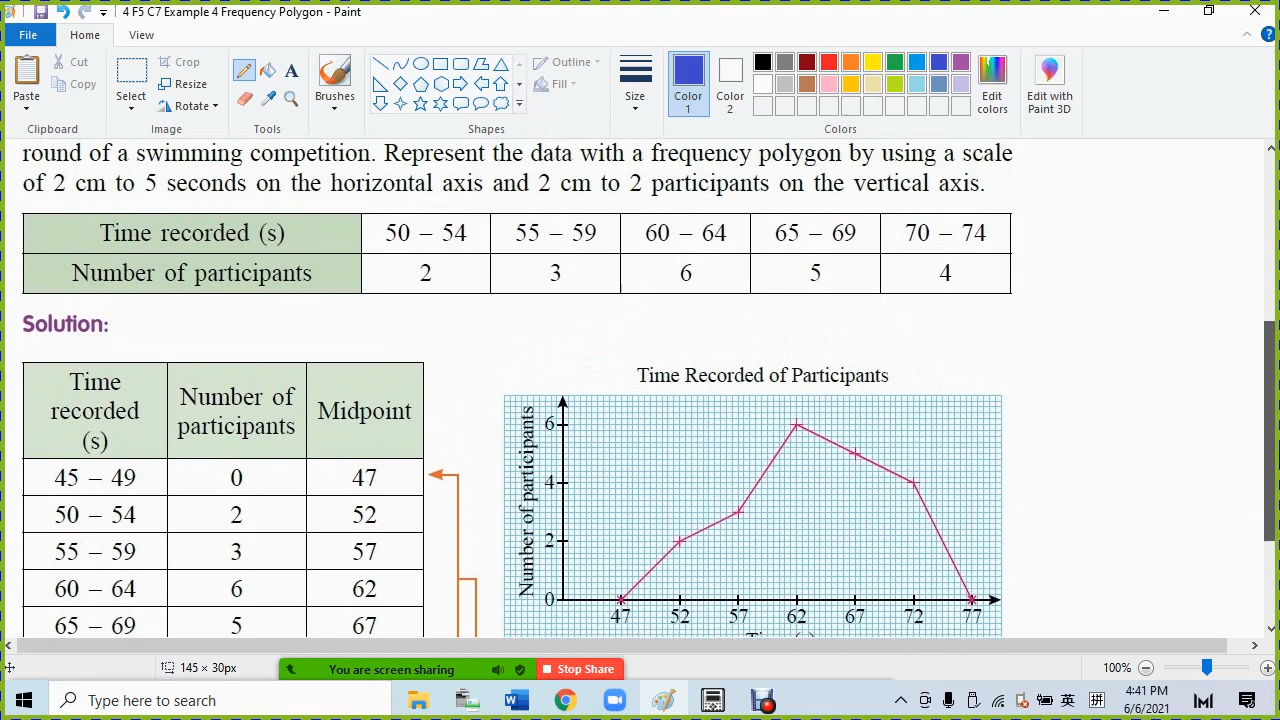 4 F5 C7 Example 4 Frequency Polygon - Paint
File Home View
Paste
Cut
Copy
Clipboard
Select
Crop
Resize
Rotate
Image
A
Tools
Brushes
Outline
Fill
Shapes
Size
Color 1
Color 2
Colors
Edit colors
Edit with Paint 3D
round of a swimming competition. Represent the data with a frequency polygon by using a scale
of 2 cm to 5 seconds on the horizontal axis and 2 cm to 2 participants on the vertical axis.
Time recorded (s) 50 – 54 55 – 59 60 – 64 65 – 69 70 – 74
Number of participants 2 3 6 5 4
Solution:
Time recorded (s) Number of participants Midpoint
45 – 49 0 47
50 – 54 2 52
55 – 59 3 57
60 – 64 6 62
65 – 69 5 67
Time Recorded of Participants
Number of participants
6
4
2
0
47 52 57 62 67 72 77
145 × 30px
You are screen sharing
Stop Share
100%
Type here to search
英
拼
4:41 PM
6/6/2021